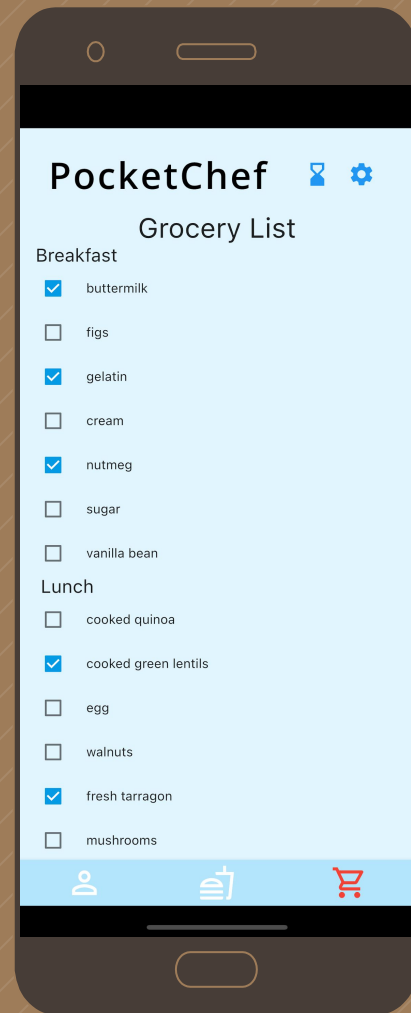 PocketChef
Grocery List
Breakfast
buttermilk
figs
gelatin
cream
nutmeg
sugar
vanilla bean
Lunch
cooked quinoa
cooked green lentils
egg
walnuts
fresh tarragon
mushrooms